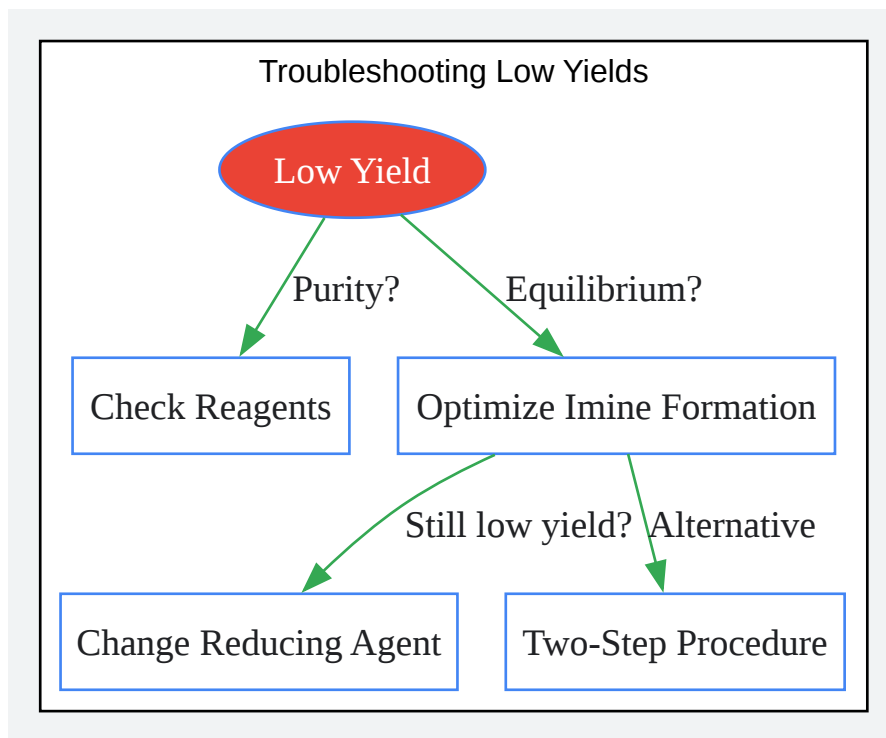 Troubleshooting Low Yields
Low Yield
Purity?
Equilibrium?
Check Reagents
Optimize Imine Formation
Still low yield?
Alternative
Change Reducing Agent
Two-Step Procedure